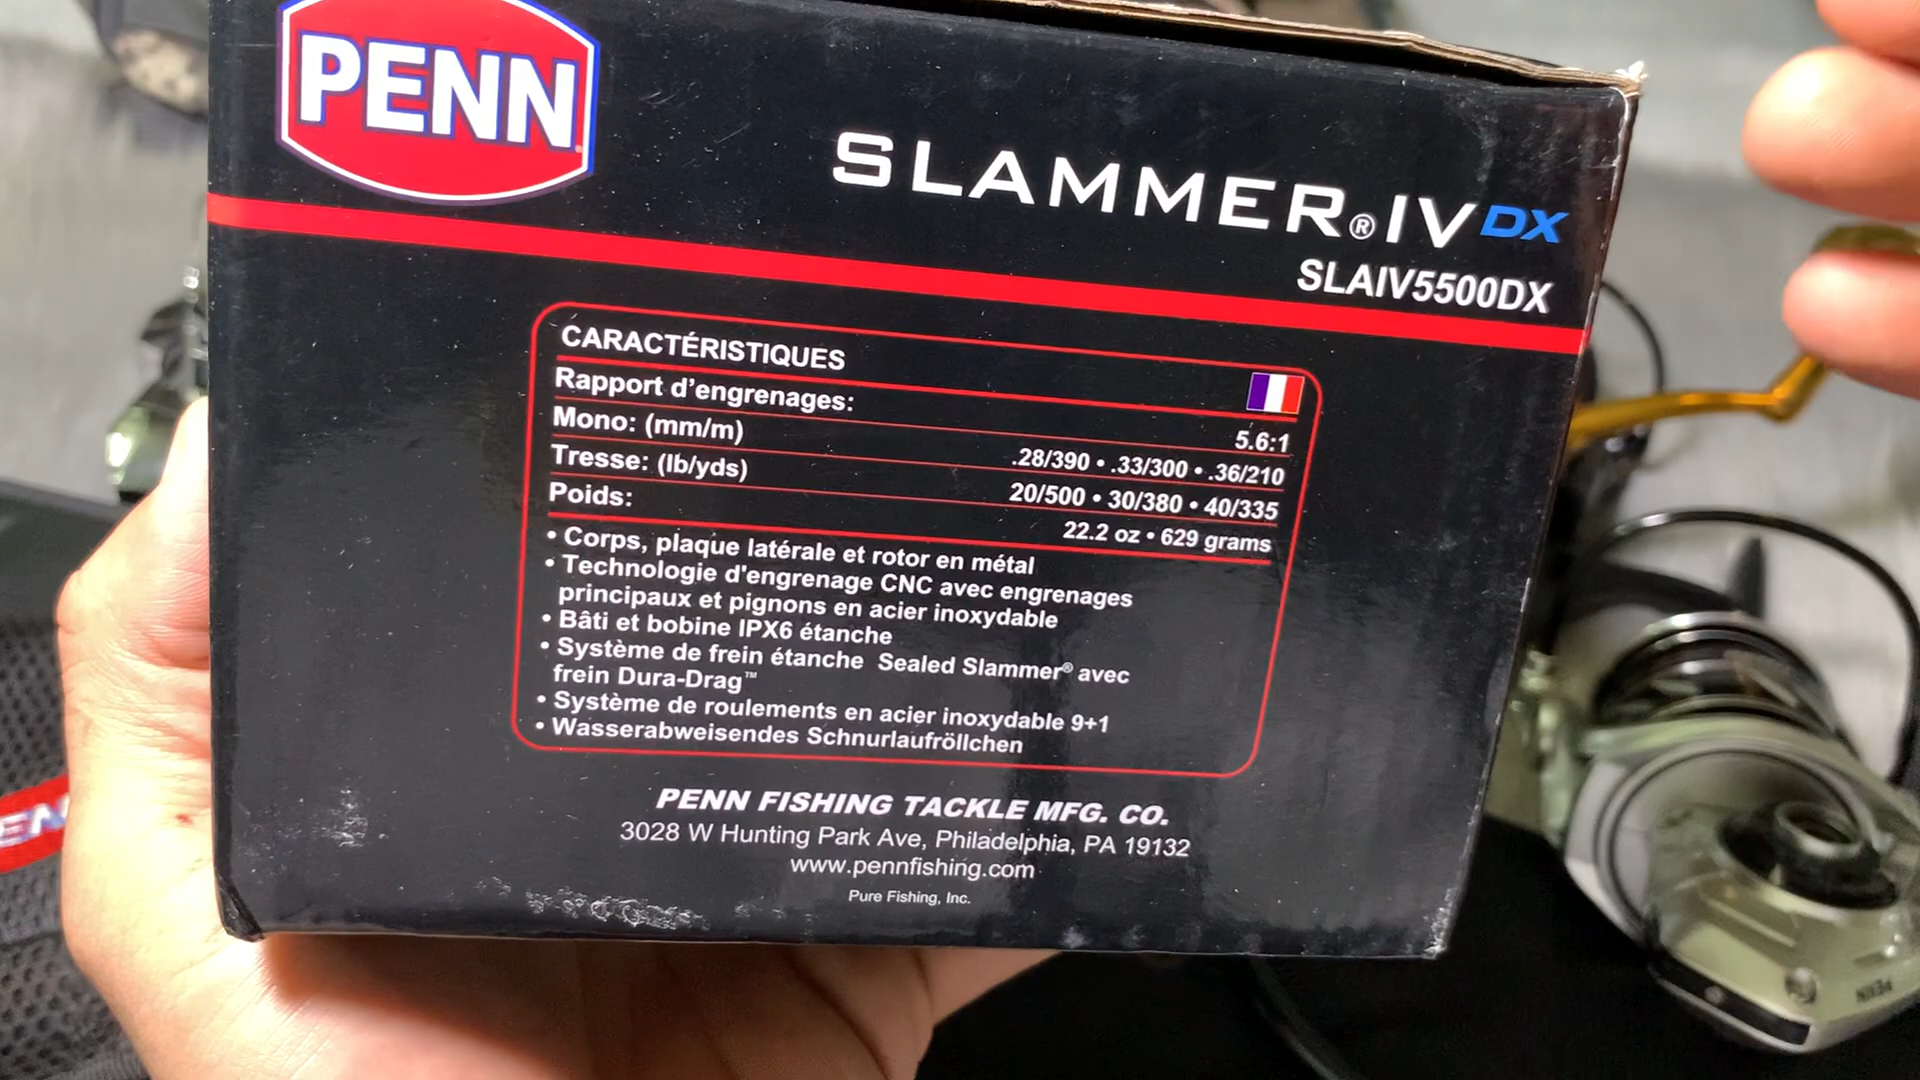 PENN
SLAMMER® IV DX
SLAIV5500DX
CARACTÉRISTIQUES
Rapport d'engrenages: 5.6:1
Mono: (mm/m) .28/390 • .33/300 • .36/210
Tresse: (lb/yds) 20/500 • 30/380 • 40/335
Poids: 22.2 oz • 629 grams
• Corps, plaque latérale et rotor en métal
• Technologie d'engrenage CNC avec engrenages
principaux et pignons en acier inoxydable
• Bâti et bobine IPX6 étanche
• Système de frein étanche Sealed Slammer® avec
frein Dura-Drag™
• Système de roulements en acier inoxydable 9+1
• Wasserabweisendes Schnurlaufröllchen
PENN FISHING TACKLE MFG. CO.
3028 W Hunting Park Ave, Philadelphia, PA 19132
www.pennfishing.com
Pure Fishing, Inc.
PENN